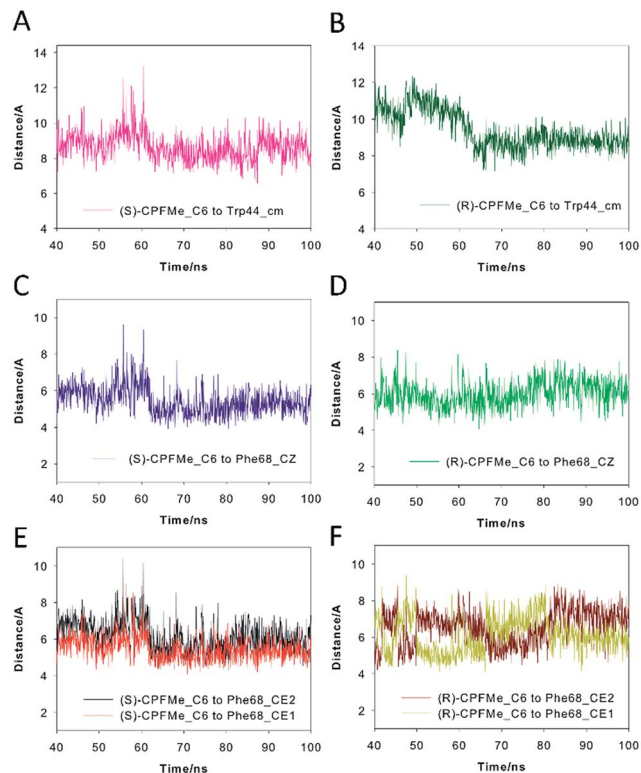 A
14
12
10
8
6
4
Distance/A
(S)-CPFMe_C6 to Trp44_cm
40 50 60 70 80 90 100
Time/ns
B
14
12
10
8
6
4
Distance/A
(R)-CPFMe_C6 to Trp44_cm
40 50 60 70 80 90 100
Time/ns
C
10
8
6
4
2
Distance/A
(S)-CPFMe_C6 to Phe68_CZ
40 50 60 70 80 90 100
Time/ns
D
10
8
6
4
2
Distance/A
(R)-CPFMe_C6 to Phe68_CZ
40 50 60 70 80 90 100
Time/ns
E
10
8
6
4
2
Distance/A
(S)-CPFMe_C6 to Phe68_CE2
(S)-CPFMe_C6 to Phe68_CE1
40 50 60 70 80 90 100
Time/ns
F
10
8
6
4
2
Distance/A
(R)-CPFMe_C6 to Phe68_CE2
(R)-CPFMe_C6 to Phe68_CE1
40 50 60 70 80 90 100
Time/ns